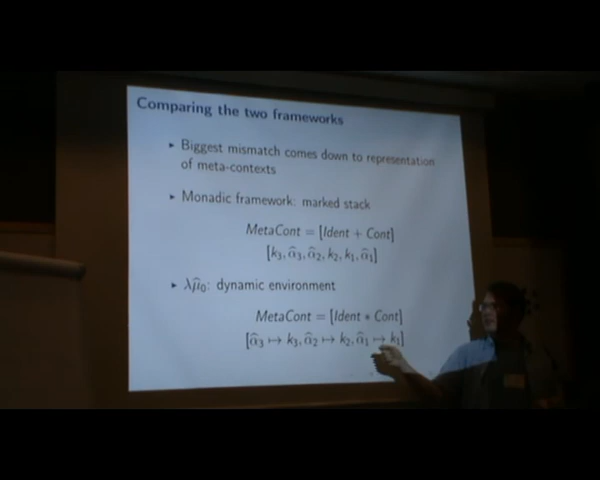 Comparing the two frameworks
▸ Biggest mismatch comes down to representation
of meta-contexts
▸ Monadic framework: marked stack
MetaCont = [Ident + Cont]
[k₃, α̂₃, α̂₂, k₂, k₁, α̂₁]
▸ λμ̂₀: dynamic environment
MetaCont = [Ident * Cont]
[α̂₃ ↦ k₃, α̂₂ ↦ k₂, α̂₁ ↦ k₁]